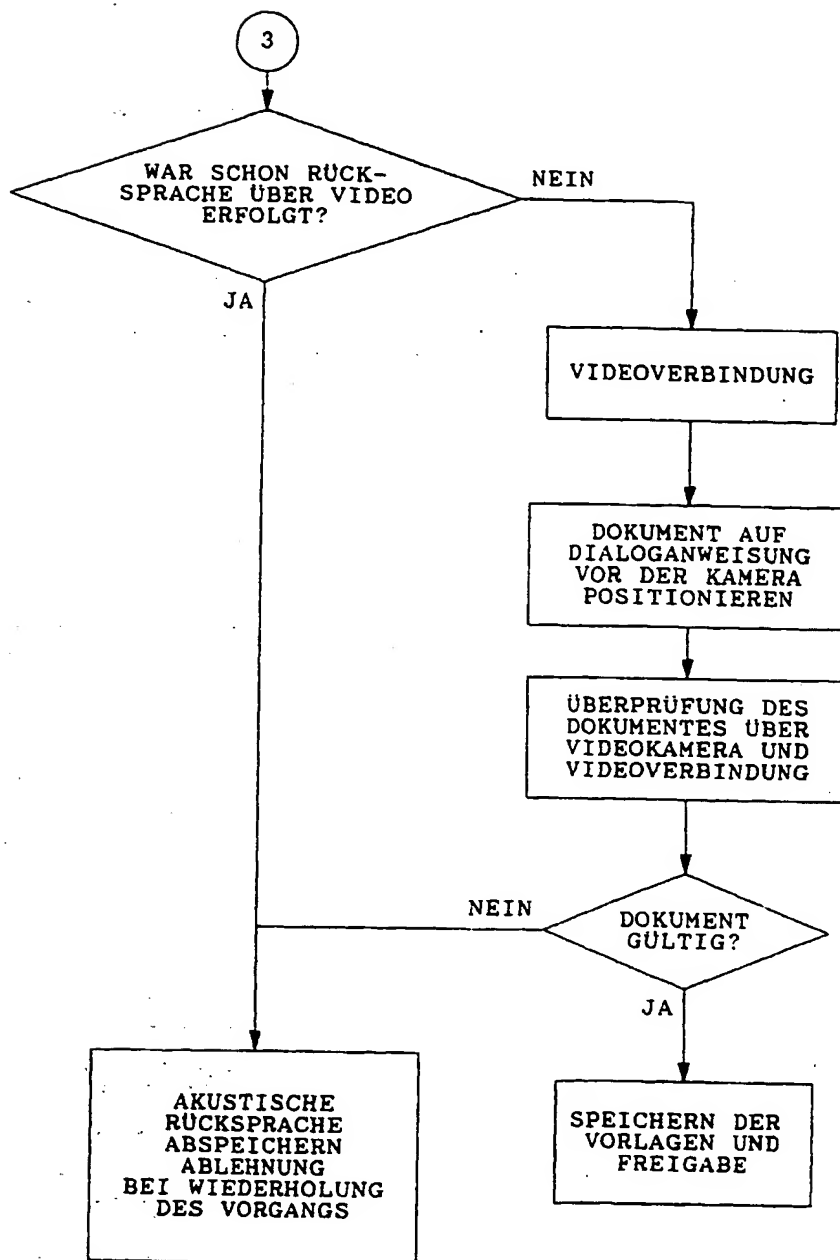 3
WAR SCHON RÜCK-
SPRACHE ÜBER VIDEO
ERFOLGT?
NEIN
JA
VIDEOVERBINDUNG
DOKUMENT AUF
DIALOGANWEISUNG
VOR DER KAMERA
POSITIONIEREN
ÜBERPRÜFUNG DES
DOKUMENTES ÜBER
VIDEOKAMERA UND
VIDEOVERBINDUNG
NEIN
DOKUMENT
GÜLTIG?
JA
AKUSTISCHE
RÜCKSPRACHE
ABSPEICHERN
ABLEHNUNG
BEI WIEDERHOLUNG
DES VORGANGS
SPEICHERN DER
VORLAGEN UND
FREIGABE